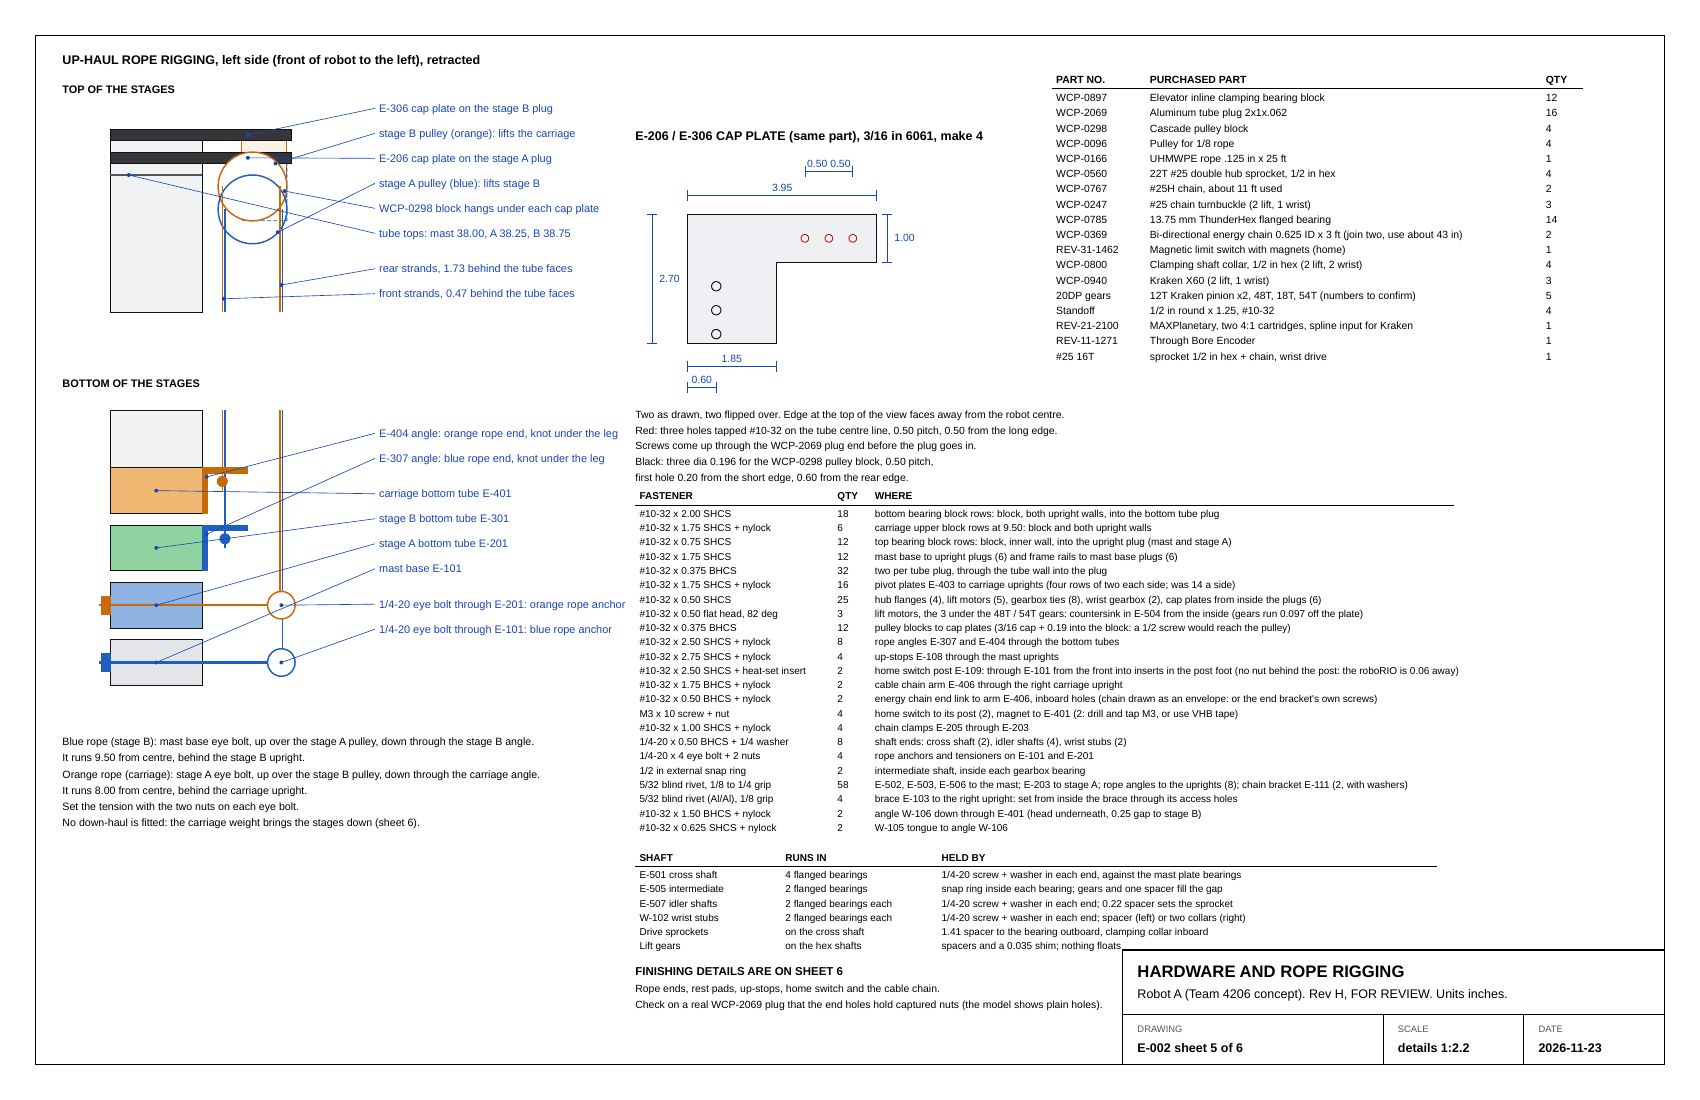 UP-HAUL ROPE RIGGING, left side (front of robot to the left), retracted
TOP OF THE STAGES
E-306 cap plate on the stage B plug
stage B pulley (orange): lifts the carriage
E-206 cap plate on the stage A plug
stage A pulley (blue): lifts stage B
WCP-0298 block hangs under each cap plate
tube tops: mast 38.00, A 38.25, B 38.75
rear strands, 1.73 behind the tube faces
front strands, 0.47 behind the tube faces
BOTTOM OF THE STAGES
E-404 angle: orange rope end, knot under the leg
E-307 angle: blue rope end, knot under the leg
carriage bottom tube E-401
stage B bottom tube E-301
stage A bottom tube E-201
mast base E-101
1/4-20 eye bolt through E-201: orange rope anchor
1/4-20 eye bolt through E-101: blue rope anchor
Blue rope (stage B): mast base eye bolt, up over the stage A pulley, down through the stage B angle.
It runs 9.50 from centre, behind the stage B upright.
Orange rope (carriage): stage A eye bolt, up over the stage B pulley, down through the carriage angle.
It runs 8.00 from centre, behind the carriage upright.
Set the tension with the two nuts on each eye bolt.
No down-haul is fitted: the carriage weight brings the stages down (sheet 6).
E-206 / E-306 CAP PLATE (same part), 3/16 in 6061, make 4
0.50 0.50
3.95
1.00
2.70
1.85
0.60
Two as drawn, two flipped over. Edge at the top of the view faces away from the robot centre.
Red: three holes tapped #10-32 on the tube centre line, 0.50 pitch, 0.50 from the long edge.
Screws come up through the WCP-2069 plug end before the plug goes in.
Black: three dia 0.196 for the WCP-0298 pulley block, 0.50 pitch,
first hole 0.20 from the short edge, 0.60 from the rear edge.
PART NO. PURCHASED PART QTY
WCP-0897 Elevator inline clamping bearing block 12
WCP-2069 Aluminum tube plug 2x1x.062 16
WCP-0298 Cascade pulley block 4
WCP-0096 Pulley for 1/8 rope 4
WCP-0166 UHMWPE rope .125 in x 25 ft 1
WCP-0560 22T #25 double hub sprocket, 1/2 in hex 4
WCP-0767 #25H chain, about 11 ft used 2
WCP-0247 #25 chain turnbuckle (2 lift, 1 wrist) 3
WCP-0785 13.75 mm ThunderHex flanged bearing 14
WCP-0369 Bi-directional energy chain 0.625 ID x 3 ft (join two, use about 43 in) 2
REV-31-1462 Magnetic limit switch with magnets (home) 1
WCP-0800 Clamping shaft collar, 1/2 in hex (2 lift, 2 wrist) 4
WCP-0940 Kraken X60 (2 lift, 1 wrist) 3
20DP gears 12T Kraken pinion x2, 48T, 18T, 54T (numbers to confirm) 5
Standoff 1/2 in round x 1.25, #10-32 4
REV-21-2100 MAXPlanetary, two 4:1 cartridges, spline input for Kraken 1
REV-11-1271 Through Bore Encoder 1
#25 16T sprocket 1/2 in hex + chain, wrist drive 1
FASTENER QTY WHERE
#10-32 x 2.00 SHCS 18 bottom bearing block rows: block, both upright walls, into the bottom tube plug
#10-32 x 1.75 SHCS + nylock 6 carriage upper block rows at 9.50: block and both upright walls
#10-32 x 0.75 SHCS 12 top bearing block rows: block, inner wall, into the upright plug (mast and stage A)
#10-32 x 1.75 SHCS 12 mast base to upright plugs (6) and frame rails to mast base plugs (6)
#10-32 x 0.375 BHCS 32 two per tube plug, through the tube wall into the plug
#10-32 x 1.75 SHCS + nylock 16 pivot plates E-403 to carriage uprights (four rows of two each side; was 14 a side)
#10-32 x 0.50 SHCS 25 hub flanges (4), lift motors (5), gearbox ties (8), wrist gearbox (2), cap plates from inside the plugs (6)
#10-32 x 0.50 flat head, 82 deg 3 lift motors, the 3 under the 48T / 54T gears: countersink in E-504 from the inside (gears run 0.097 off the plate)
#10-32 x 0.375 BHCS 12 pulley blocks to cap plates (3/16 cap + 0.19 into the block: a 1/2 screw would reach the pulley)
#10-32 x 2.50 SHCS + nylock 8 rope angles E-307 and E-404 through the bottom tubes
#10-32 x 2.75 SHCS + nylock 4 up-stops E-108 through the mast uprights
#10-32 x 2.50 SHCS + heat-set insert 2 home switch post E-109: through E-101 from the front into inserts in the post foot (no nut behind the post: the roboRIO is 0.06 away)
#10-32 x 1.75 BHCS + nylock 2 cable chain arm E-406 through the right carriage upright
#10-32 x 0.50 BHCS + nylock 2 energy chain end link to arm E-406, inboard holes (chain drawn as an envelope: or the end bracket's own screws)
M3 x 10 screw + nut 4 home switch to its post (2), magnet to E-401 (2: drill and tap M3, or use VHB tape)
#10-32 x 1.00 SHCS + nylock 4 chain clamps E-205 through E-203
1/4-20 x 0.50 BHCS + 1/4 washer 8 shaft ends: cross shaft (2), idler shafts (4), wrist stubs (2)
1/4-20 x 4 eye bolt + 2 nuts 4 rope anchors and tensioners on E-101 and E-201
1/2 in external snap ring 2 intermediate shaft, inside each gearbox bearing
5/32 blind rivet, 1/8 to 1/4 grip 58 E-502, E-503, E-506 to the mast; E-203 to stage A; rope angles to the uprights (8); chain bracket E-111 (2, with washers)
5/32 blind rivet (Al/Al), 1/8 grip 4 brace E-103 to the right upright: set from inside the brace through its access holes
#10-32 x 1.50 BHCS + nylock 2 angle W-106 down through E-401 (head underneath, 0.25 gap to stage B)
#10-32 x 0.625 SHCS + nylock 2 W-105 tongue to angle W-106
SHAFT RUNS IN HELD BY
E-501 cross shaft 4 flanged bearings 1/4-20 screw + washer in each end, against the mast plate bearings
E-505 intermediate 2 flanged bearings snap ring inside each bearing; gears and one spacer fill the gap
E-507 idler shafts 2 flanged bearings each 1/4-20 screw + washer in each end; 0.22 spacer sets the sprocket
W-102 wrist stubs 2 flanged bearings each 1/4-20 screw + washer in each end; spacer (left) or two collars (right)
Drive sprockets on the cross shaft 1.41 spacer to the bearing outboard, clamping collar inboard
Lift gears on the hex shafts spacers and a 0.035 shim; nothing floats
FINISHING DETAILS ARE ON SHEET 6
Rope ends, rest pads, up-stops, home switch and the cable chain.
Check on a real WCP-2069 plug that the end holes hold captured nuts (the model shows plain holes).
HARDWARE AND ROPE RIGGING
Robot A (Team 4206 concept). Rev H, FOR REVIEW. Units inches.
DRAWING SCALE DATE
E-002 sheet 5 of 6 details 1:2.2 2026-11-23